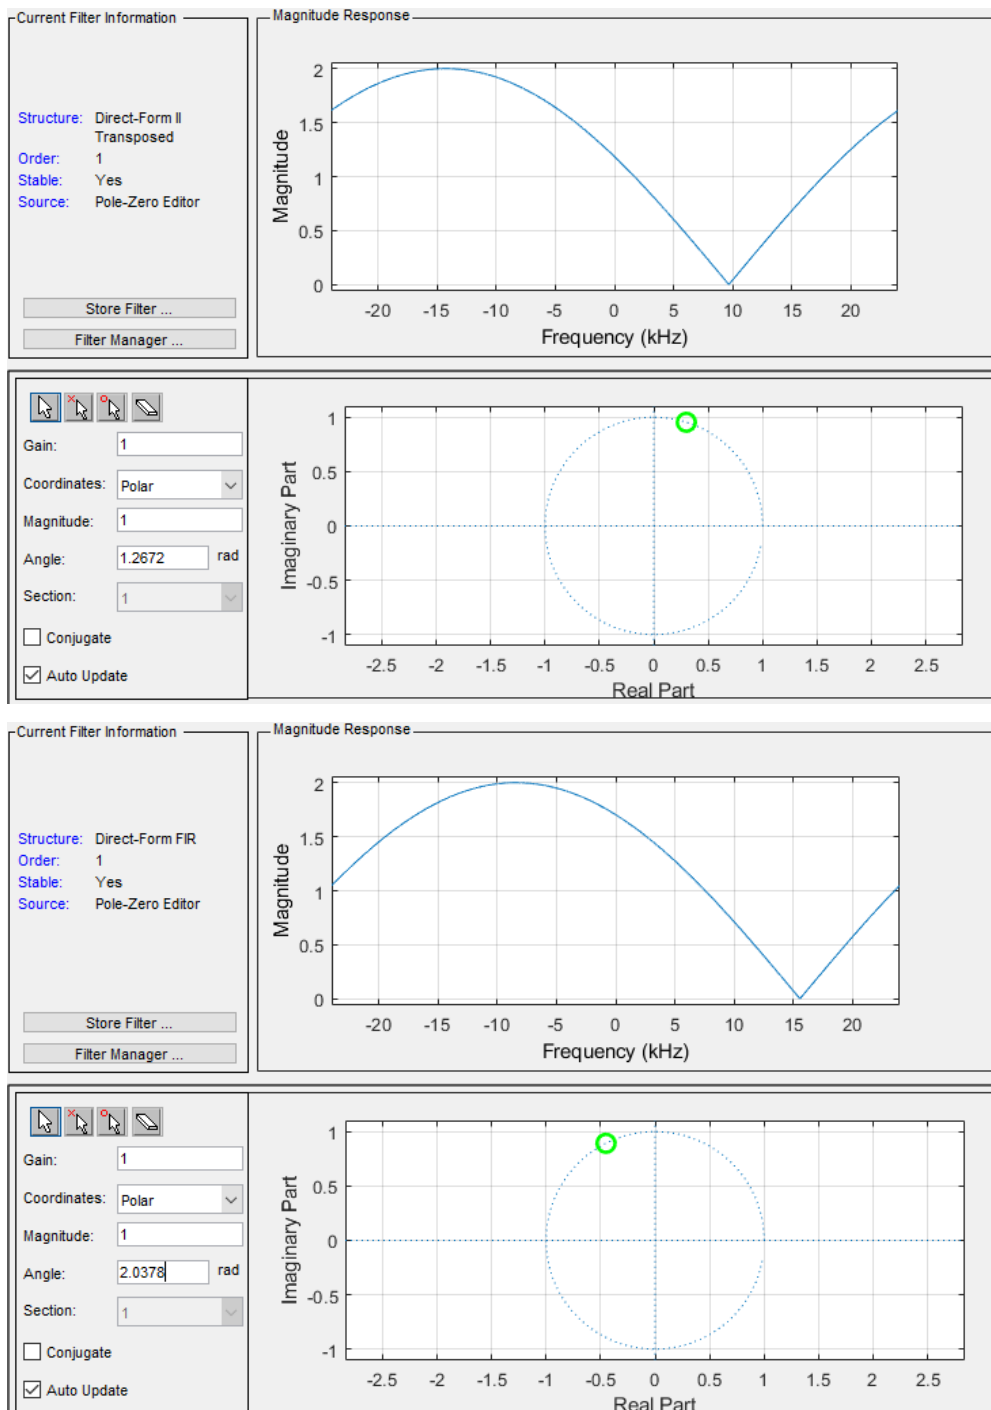 Current Filter Information
Structure: Direct-Form II
Transposed
Order: 1
Stable: Yes
Source: Pole-Zero Editor
Store Filter ...
Filter Manager ...
Magnitude Response
2
1.5
1
0.5
0
Magnitude
-20 -15 -10 -5 0 5 10 15 20
Frequency (kHz)
Gain: 1
Coordinates: Polar
Magnitude: 1
Angle: 1.2672 rad
Section: 1
Conjugate
Auto Update
1
0.5
0
-0.5
-1
Imaginary Part
-2.5 -2 -1.5 -1 -0.5 0 0.5 1 1.5 2 2.5
Real Part
Current Filter Information
Structure: Direct-Form FIR
Order: 1
Stable: Yes
Source: Pole-Zero Editor
Store Filter ...
Filter Manager ...
Magnitude Response
2
1.5
1
0.5
0
Magnitude
-20 -15 -10 -5 0 5 10 15 20
Frequency (kHz)
Gain: 1
Coordinates: Polar
Magnitude: 1
Angle: 2.0378 rad
Section: 1
Conjugate
Auto Update
1
0.5
0
-0.5
-1
Imaginary Part
-2.5 -2 -1.5 -1 -0.5 0 0.5 1 1.5 2 2.5
Real Part